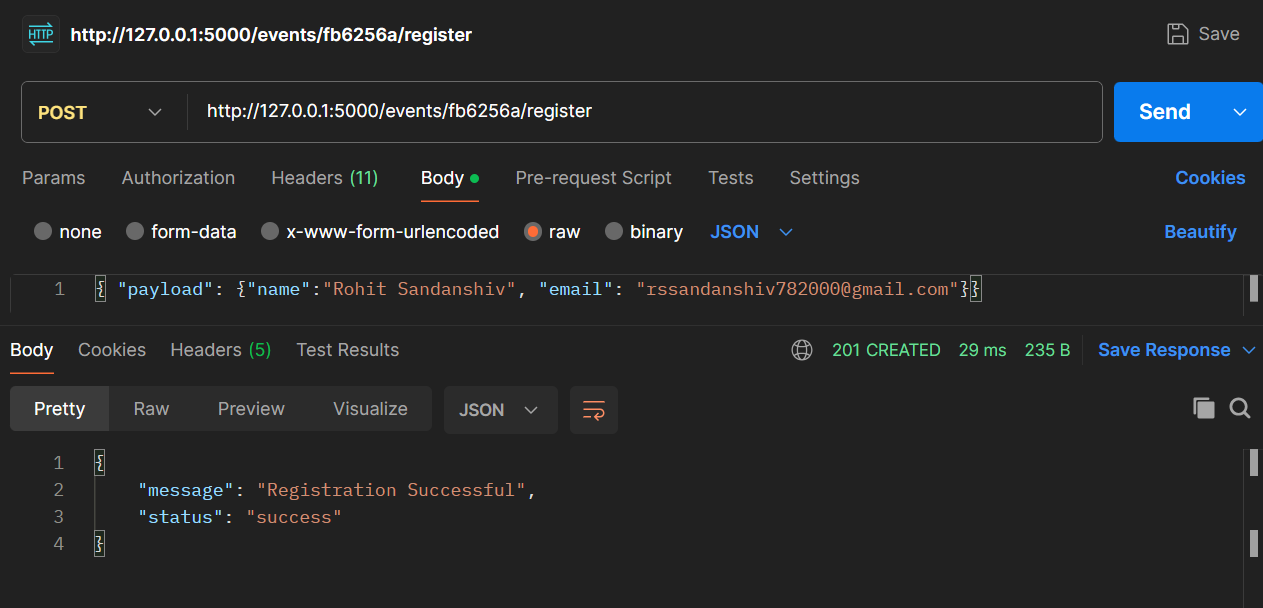 HTTP http://127.0.0.1:5000/events/fb6256a/register Save
POST http://127.0.0.1:5000/events/fb6256a/register Send
Params Authorization Headers (11) Body Pre-request Script Tests Settings Cookies
none form-data x-www-form-urlencoded raw binary JSON Beautify
1 { "payload": {"name":"Rohit Sandanshiv", "email": "rssandanshiv782000@gmail.com"}}
Body Cookies Headers (5) Test Results 201 CREATED 29 ms 235 B Save Response
Pretty Raw Preview Visualize JSON
1 {
2 "message": "Registration Successful",
3 "status": "success"
4 }